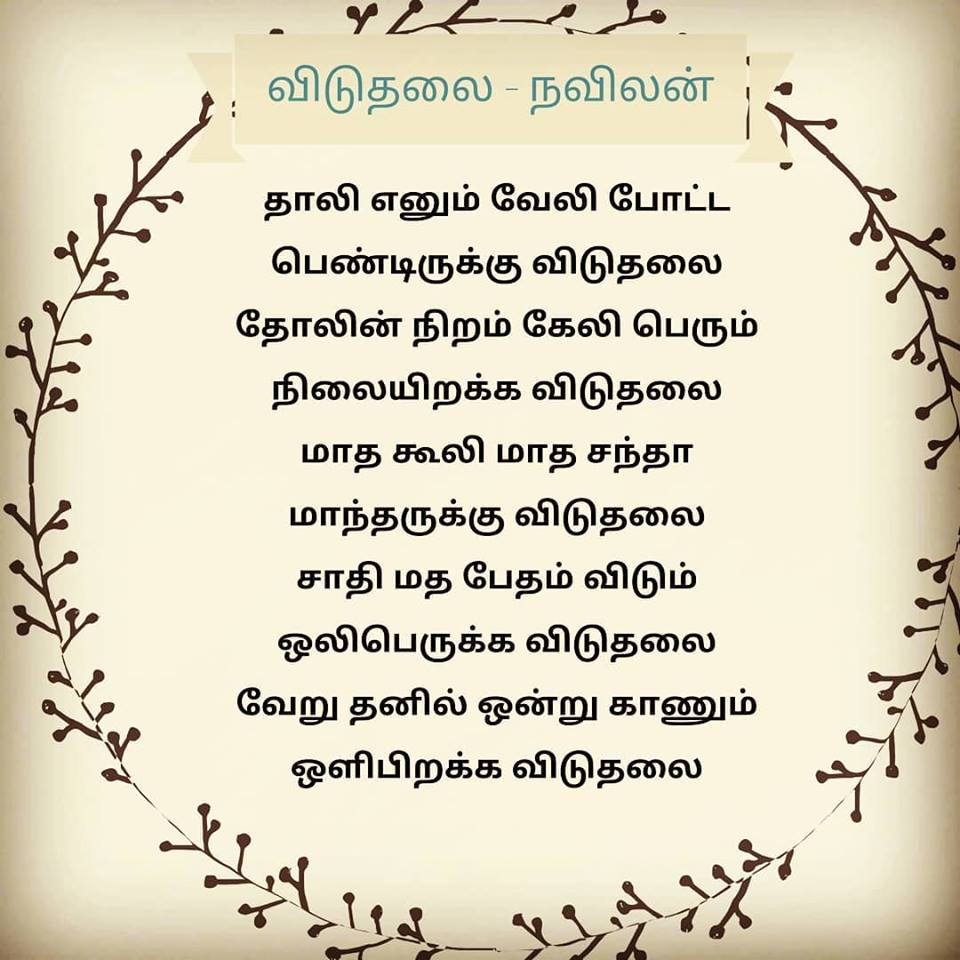 விடுதலை - நவிலன்
தாலி எனும் வேலி போட்ட
பெண்டிருக்கு விடுதலை
தோலின் நிறம் கேலி பெரும்
நிலையிறக்க விடுதலை
மாத கூலி மாத சந்தா
மாந்தருக்கு விடுதலை
சாதி மத பேதம் விடும்
ஒலிபெருக்க விடுதலை
வேறு தனில் ஒன்று காணும்
ஒளிபிறக்க விடுதலை